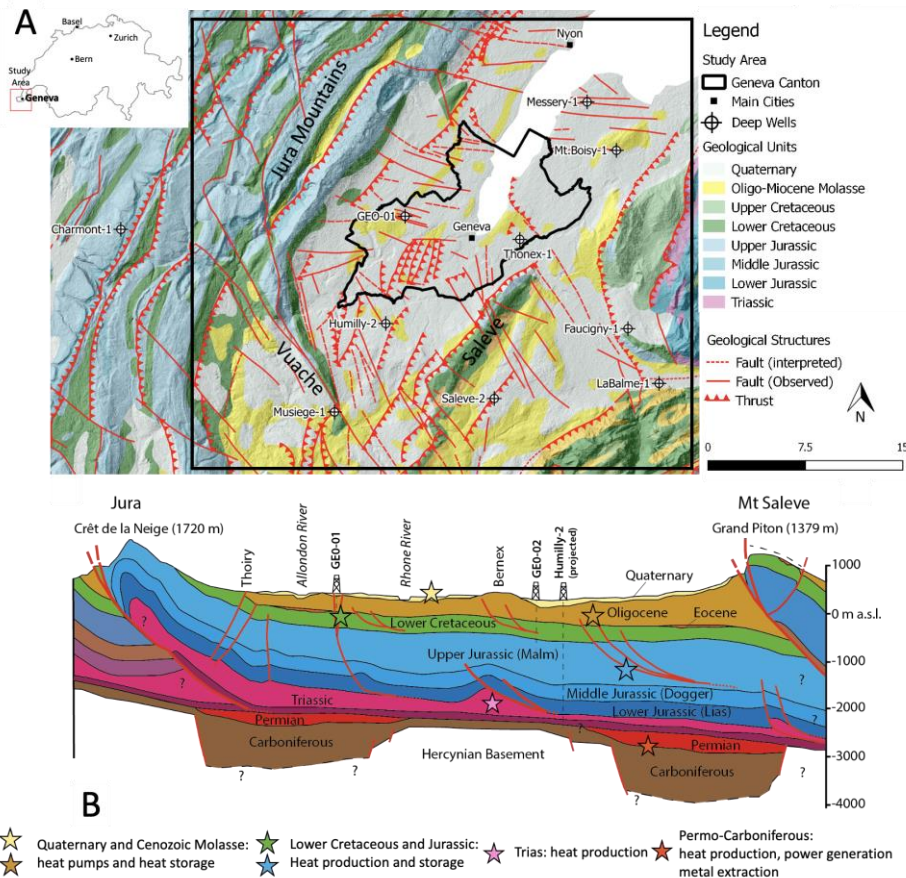 A
Basel
Zurich
Bern
Study
Area
Geneva
Nyon
Messery-1
Mt.Boisy-1
Jura Mountains
GEO-01
Charmont-1
Geneva
Thonex-1
Humilly-2
Faucigny-1
Vuache
Saleve
LaBalme-1
Saleve-2
Musiege-1
Legend
Study Area
Geneva Canton
Main Cities
Deep Wells
Geological Units
Quaternary
Oligo-Miocene Molasse
Upper Cretaceous
Lower Cretaceous
Upper Jurassic
Middle Jurassic
Lower Jurassic
Triassic
Geological Structures
Fault (interpreted)
Fault (Observed)
Thrust
N
0 7.5 15
Jura
Crêt de la Neige (1720 m)
Thoiry
Allondon River
GE0-01
Rhone River
Bernex
GEO-02
Humilly-2
(projected)
Mt Saleve
Grand Piton (1379 m)
Quaternary
1000
0 m a.s.l.
-1000
-2000
-3000
-4000
Oligocene
Eocene
Lower Cretaceous
Upper Jurassic (Malm)
Middle Jurassic (Dogger)
Lower Jurassic (Lias)
Triassic
Permian
Carboniferous
Hercynian Basement
Permian
Carboniferous
?
?
?
?
?
?
?
?
?
?
B
Quaternary and Cenozoic Molasse:
heat pumps and heat storage
Lower Cretaceous and Jurassic:
Heat production and storage
Trias: heat production
Permo-Carboniferous:
heat production, power generation
metal extraction